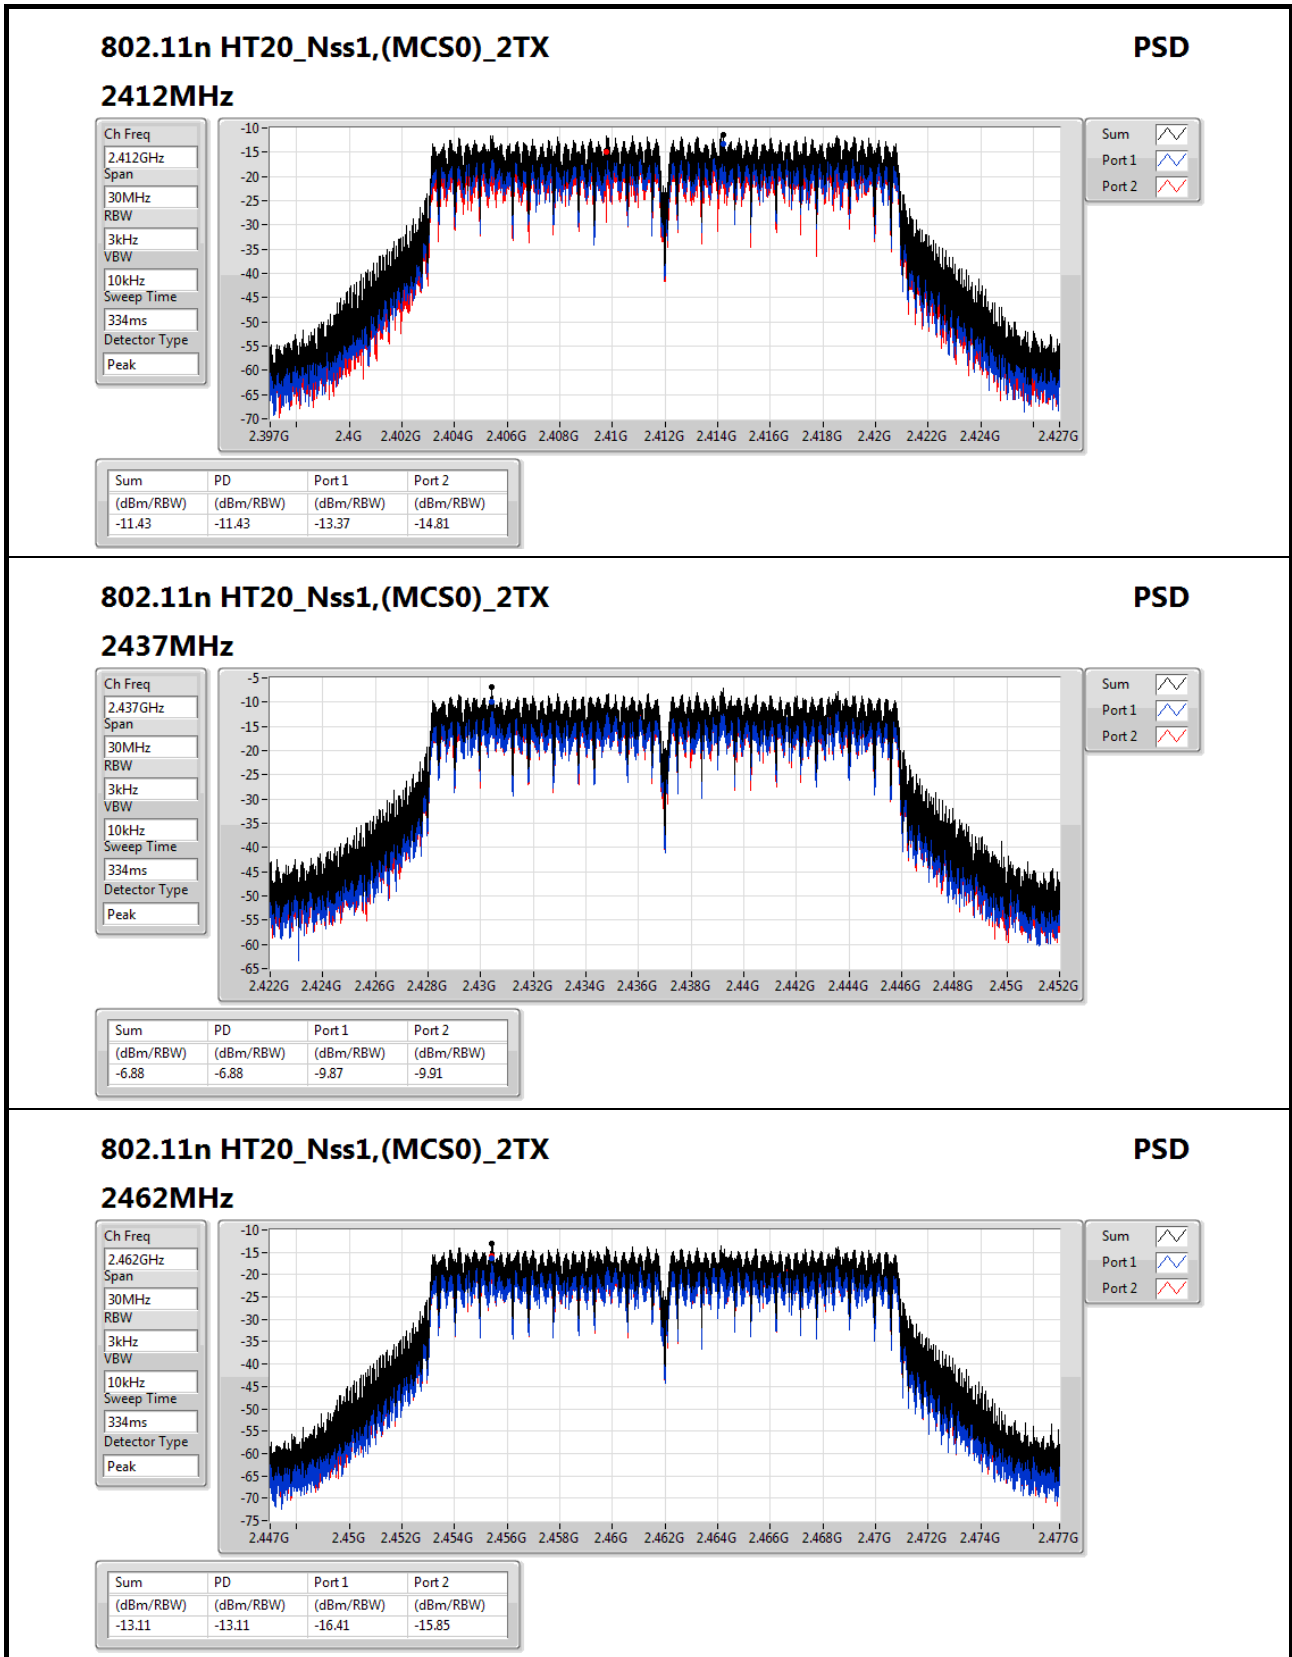 802.11n HT20_Nss1,(MCS0)_2TX PSD
2412MHz
Ch Freq
2.412GHz
Span
30MHz
RBW
3kHz
VBW
10kHz
Sweep Time
334ms
Detector Type
Peak
-10
-15
-20
-25
-30
-35
-40
-45
-50
-55
-60
-65
-70
2.397G 2.4G 2.402G 2.404G 2.406G 2.408G 2.41G 2.412G 2.414G 2.416G 2.418G 2.42G 2.422G 2.424G 2.427G
Sum
Port 1
Port 2
Sum PD Port 1 Port 2
(dBm/RBW) (dBm/RBW) (dBm/RBW) (dBm/RBW)
-11.43 -11.43 -13.37 -14.81
802.11n HT20_Nss1,(MCS0)_2TX PSD
2437MHz
Ch Freq
2.437GHz
Span
30MHz
RBW
3kHz
VBW
10kHz
Sweep Time
334ms
Detector Type
Peak
-5
-10
-15
-20
-25
-30
-35
-40
-45
-50
-55
-60
-65
2.422G 2.424G 2.426G 2.428G 2.43G 2.432G 2.434G 2.436G 2.438G 2.44G 2.442G 2.444G 2.446G 2.448G 2.45G 2.452G
Sum
Port 1
Port 2
Sum PD Port 1 Port 2
(dBm/RBW) (dBm/RBW) (dBm/RBW) (dBm/RBW)
-6.88 -6.88 -9.87 -9.91
802.11n HT20_Nss1,(MCS0)_2TX PSD
2462MHz
Ch Freq
2.462GHz
Span
30MHz
RBW
3kHz
VBW
10kHz
Sweep Time
334ms
Detector Type
Peak
-10
-15
-20
-25
-30
-35
-40
-45
-50
-55
-60
-65
-70
-75
2.447G 2.45G 2.452G 2.454G 2.456G 2.458G 2.46G 2.462G 2.464G 2.466G 2.468G 2.47G 2.472G 2.474G 2.477G
Sum
Port 1
Port 2
Sum PD Port 1 Port 2
(dBm/RBW) (dBm/RBW) (dBm/RBW) (dBm/RBW)
-13.11 -13.11 -16.41 -15.85